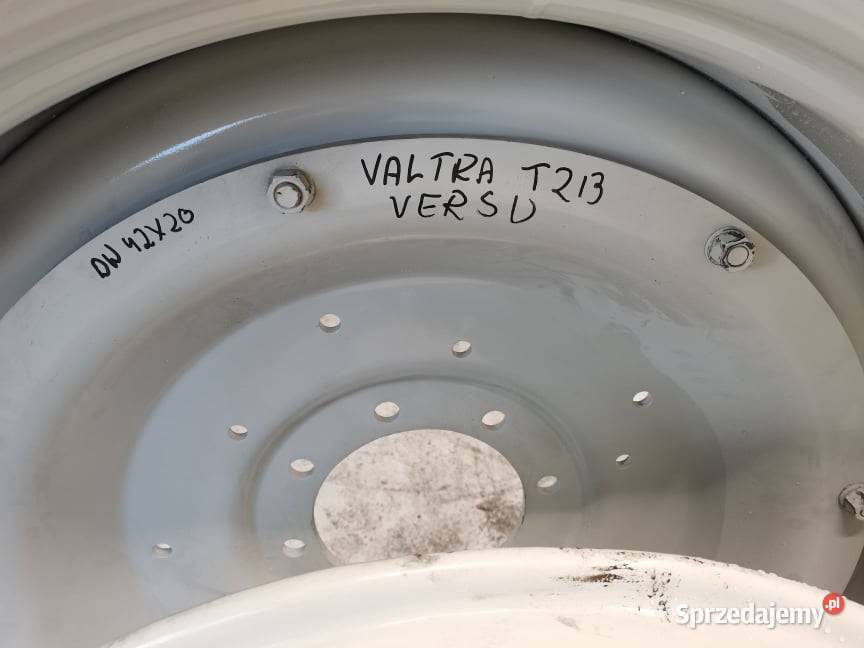 VALTRA T213
VERSU
DW 42X20
Sprzedajemy.pl